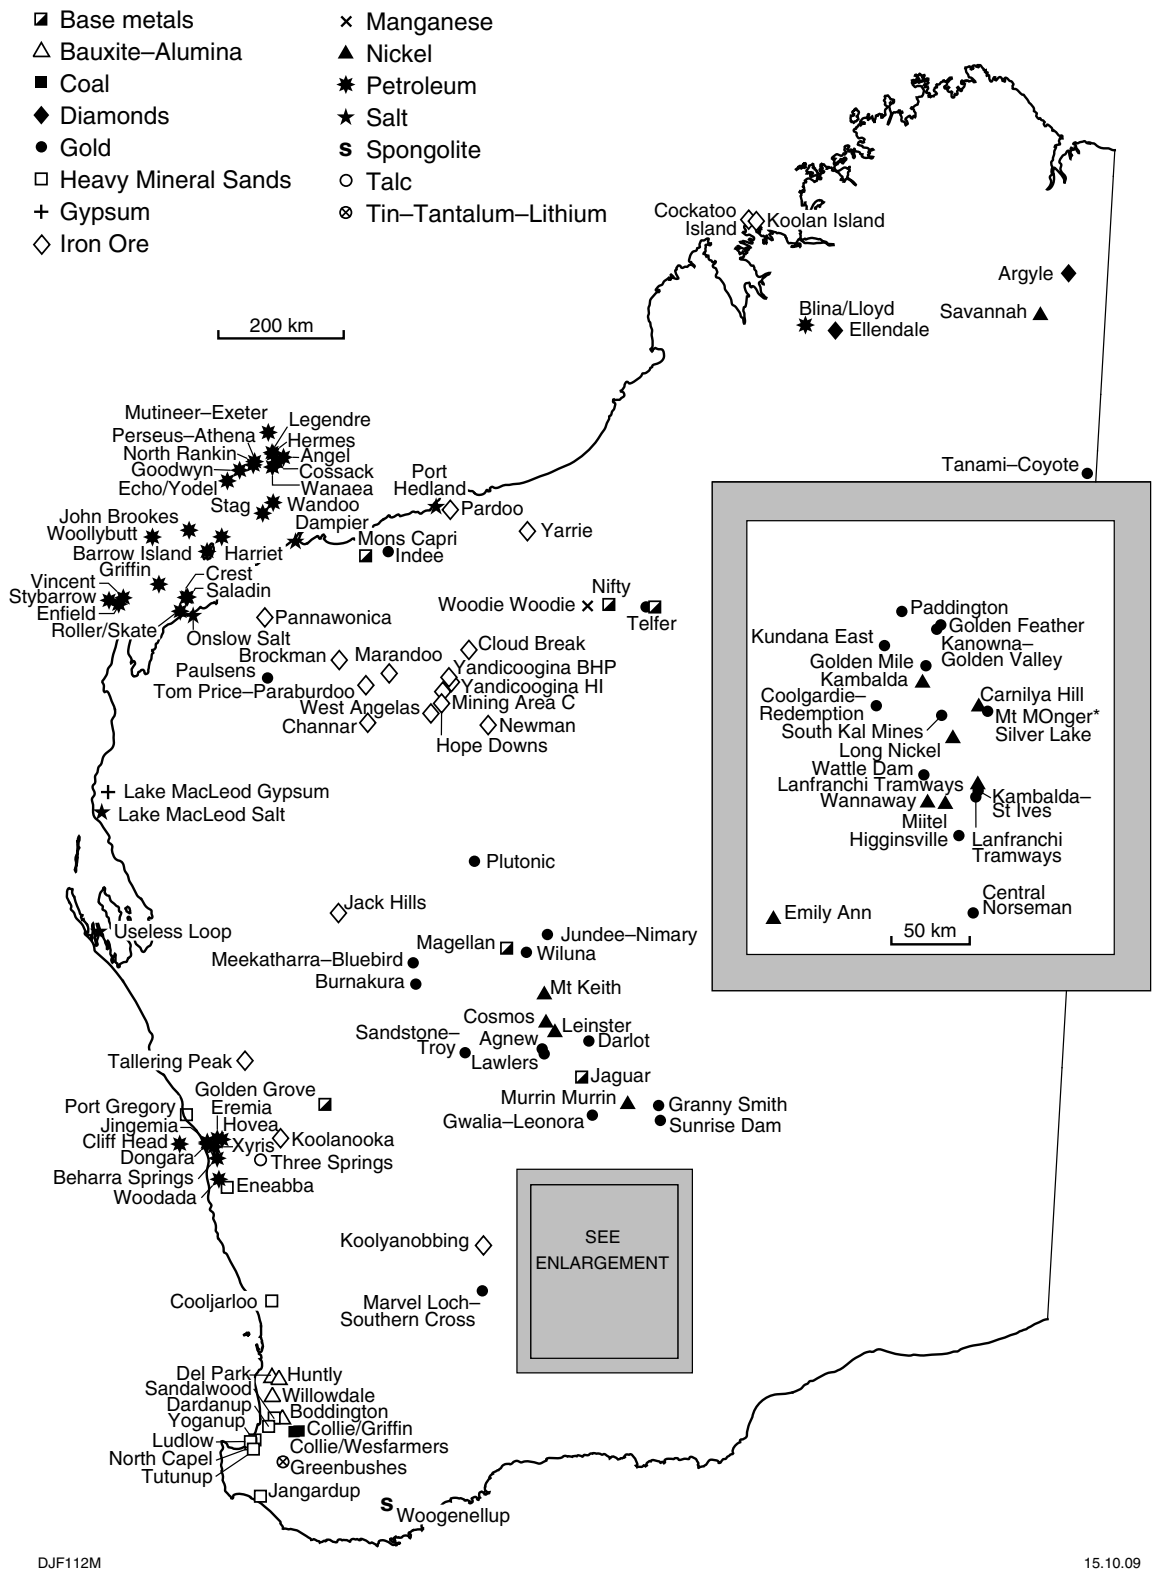 Base metals
Bauxite–Alumina
Coal
Diamonds
Gold
Heavy Mineral Sands
Gypsum
Iron Ore
Manganese
Nickel
Petroleum
Salt
s Spongolite
Talc
Tin–Tantalum–Lithium
200 km
Cockatoo
Island
Koolan Island
Argyle
Savannah
Blina/Lloyd
Ellendale
Tanami–Coyote
Mutineer–Exeter
Legendre
Perseus–Athena
Hermes
North Rankin
Angel
Goodwyn
Cossack
Echo/Yodel
Wanaea
Stag
Wandoo
Dampier
Port
Hedland
Pardoo
Yarrie
John Brookes
Woollybutt
Barrow Island
Harriet
Mons Capri
Indee
Griffin
Vincent
Crest
Stybarrow
Saladin
Enfield
Roller/Skate
Onslow Salt
Pannawonica
Woodie Woodie
Nifty
Telfer
Brockman
Marandoo
Cloud Break
Paulsens
Yandicoogina BHP
Tom Price–Paraburdoo
Yandicoogina HI
West Angelas
Mining Area C
Channar
Newman
Hope Downs
Lake MacLeod Gypsum
Lake MacLeod Salt
Plutonic
Jack Hills
Useless Loop
Magellan
Jundee–Nimary
Wiluna
Meekatharra–Bluebird
Burnakura
Mt Keith
Cosmos
Leinster
Sandstone–
Troy
Agnew
Darlot
Lawlers
Tallering Peak
Jaguar
Golden Grove
Murrin Murrin
Granny Smith
Gwalia–Leonora
Sunrise Dam
Port Gregory
Eremia
Jingemia
Hovea
Cliff Head
Xyris
Koolanooka
Dongara
Three Springs
Beharra Springs
Eneabba
Woodada
Koolyanobbing
SEE
ENLARGEMENT
Marvel Loch–
Southern Cross
Cooljarloo
Del Park
Huntly
Sandalwood
Willowdale
Dardanup
Boddington
Yoganup
Collie/Griffin
Ludlow
Collie/Wesfarmers
North Capel
Greenbushes
Tutunup
Jangardup
s
Woogenellup
Paddington
Golden Feather
Kundana East
Kanowna–
Golden Valley
Golden Mile
Kambalda
Coolgardie–
Redemption
Carnilya Hill
Mt MOnger*
Silver Lake
South Kal Mines
Long Nickel
Wattle Dam
Lanfranchi Tramways
Wannaway
Kambalda–
St Ives
Miitel
Higginsville
Lanfranchi
Tramways
Central
Norseman
Emily Ann
50 km
DJF112M
15.10.09